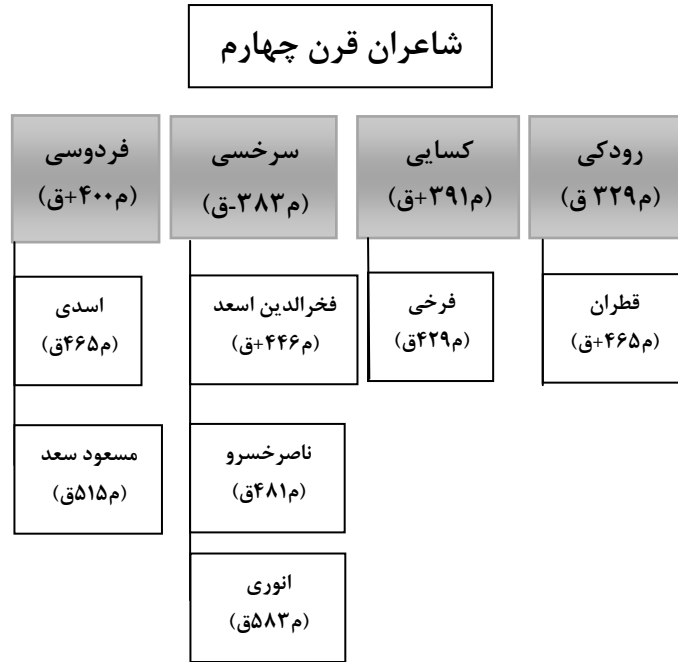 شاعران قرن چهارم
رودکی
(م۳۲۹ ق)
کسایی
(م۳۹۱+ق)
سرخسی
(م۳۸۳-ق)
فردوسی
(م۴۰۰+ق)
قطران
(م۴۶۵+ق)
فرخی
(م۴۲۹ق)
فخرالدین اسعد
(م۴۴۶+ق)
اسدی
(م۴۶۵ق)
ناصرخسرو
(م۴۸۱ق)
مسعود سعد
(م۵۱۵ق)
انوری
(م۵۸۳ق)